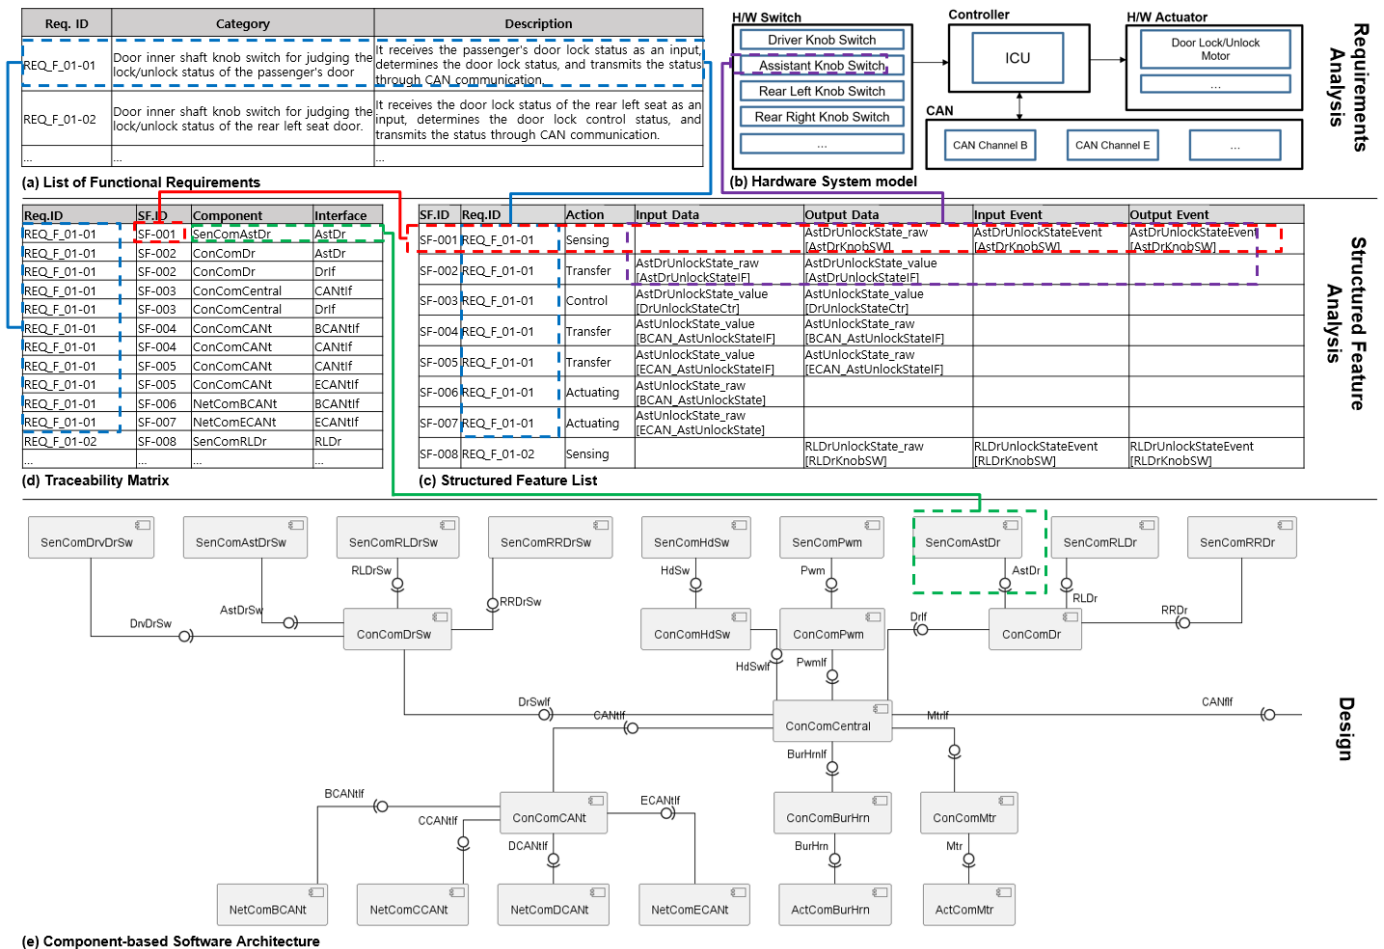 Req. ID Category Description
REQ_F_01-01 Door inner shaft knob switch for judging the lock/unlock status of the passenger's door It receives the passenger's door lock status as an input, determines the door lock status, and transmits the status through CAN communication.
REQ_F_01-02 Door inner shaft knob switch for judging the lock/unlock status of the rear left seat door. It receives the door lock status of the rear left seat as an input, determines the door lock control status, and transmits the status through CAN communication.
... ... ...
(a) List of Functional Requirements
H/W Switch
Driver Knob Switch
Assistant Knob Switch
Rear Left Knob Switch
Rear Right Knob Switch
...
Controller
ICU
H/W Actuator
Door Lock/Unlock
Motor
...
CAN
CAN Channel B
CAN Channel E
...
(b) Hardware System model
Requirements
Analysis
Req.ID SF.ID Component Interface
REQ_F_01-01 SF-001 SenComAstDr AstDr
REQ_F_01-01 SF-002 ConComDr AstDr
REQ_F_01-01 SF-002 ConComDr DrIf
REQ_F_01-01 SF-003 ConComCentral CANtIf
REQ_F_01-01 SF-003 ConComCentral DrIf
REQ_F_01-01 SF-004 ConComCANt BCANtIf
REQ_F_01-01 SF-004 ConComCANt CANtIf
REQ_F_01-01 SF-005 ConComCANt CANtIf
REQ_F_01-01 SF-005 ConComCANt ECANtIf
REQ_F_01-01 SF-006 NetComBCANt BCANtIf
REQ_F_01-01 SF-007 NetComECANt ECANtIf
REQ_F_01-02 SF-008 SenComRLDr RLDr
... ... ... ...
(d) Traceability Matrix
SF.ID Req.ID Action Input Data Output Data Input Event Output Event
SF-001 REQ_F_01-01 Sensing AstDrUnlockState_raw [AstDrKnobSW] AstDrUnlockStateEvent [AstDrKnobSW] AstDrUnlockStateEvent [AstDrKnobSW]
SF-002 REQ_F_01-01 Transfer AstDrUnlockState_raw [AstDrUnlockStateIF] AstDrUnlockState_value [AstDrUnlockStateIF]
SF-003 REQ_F_01-01 Control AstDrUnlockState_value [DrUnlockStateCtr] AstDrUnlockState_value [DrUnlockStateCtr]
SF-004 REQ_F_01-01 Transfer AstUnlockState_value [BCAN_AstUnlockStateIF] AstUnlockState_raw [BCAN_AstUnlockStateIF]
SF-005 REQ_F_01-01 Transfer AstUnlockState_value [ECAN_AstUnlockStateIF] AstUnlockState_raw [ECAN_AstUnlockStateIF]
SF-006 REQ_F_01-01 Actuating AstUnlockState_raw [BCAN_AstUnlockState]
SF-007 REQ_F_01-01 Actuating AstUnlockState_raw [ECAN_AstUnlockState]
SF-008 REQ_F_01-02 Sensing RLDrUnlockState_raw [RLDrKnobSW] RLDrUnlockStateEvent [RLDrKnobSW] RLDrUnlockStateEvent [RLDrKnobSW]
(c) Structured Feature List
Structured Feature
Analysis
SenComDrvDrSw
SenComAstDrSw
SenComRLDrSw
SenComRRDrSw
SenComHdSw
SenComPwm
SenComAstDr
SenComRLDr
SenComRRDr
RLDrSw
HdSw
Pwm
AstDr
AstDrSw
RRDrSw
RLDr
RRDr
DrvDrSw
ConComDrSw
ConComHdSw
ConComPwm
DrIf
ConComDr
HdSwIf
PwmIf
DrSwIf
CANtIf
ConComCentral
MtrIf
CANfIf
BurHrnIf
BCANtIf
CCANtIf
ConComCANt
ECANtIf
DCANtIf
ConComBurHrn
ConComMtr
BurHrn
Mtr
NetComBCANt
NetComCCANt
NetComDCANt
NetComECANt
ActComBurHrn
ActComMtr
Design
(e) Component-based Software Architecture